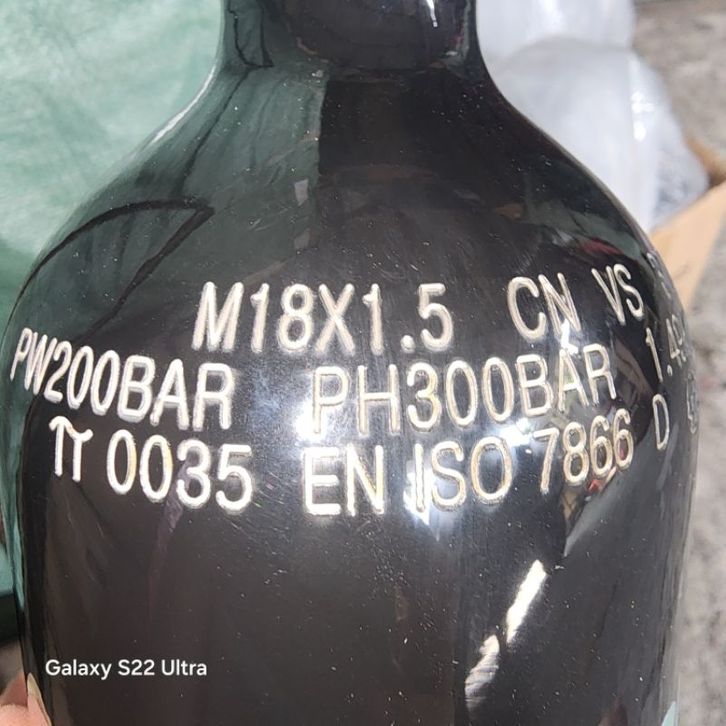 M18X1.5 CN VS
PW200BAR PH300BAR
π 0035 EN ISO 7866 D
Galaxy S22 Ultra